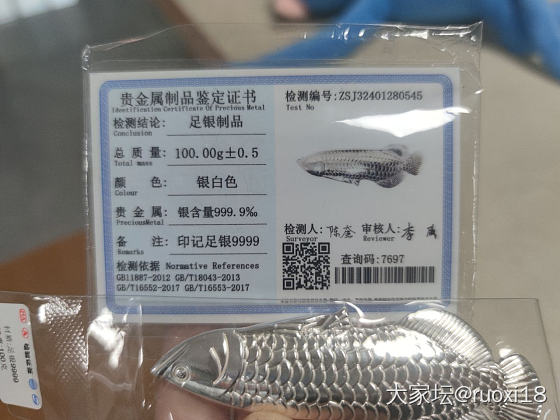 贵金属制品鉴定证书
Identification Certificate Of Precious Metal
检测结论: 足银制品
Conclusion
总质量: 100.00g±0.5
Total mass
颜色: 银白色
Colour
贵金属: 银含量999.9‰
PreciousMetal
备注: 印记足银9999
Remarks
检测依据 Normative References
GB11887-2012 GB/T18043-2013
GB/T16552-2017 GB/T16553-2017
检测编号:ZSJ32401280545
Test No
检测人: 审核人:
Surveyor Reviewer
查询码:7697
大家坛@ruoxi18